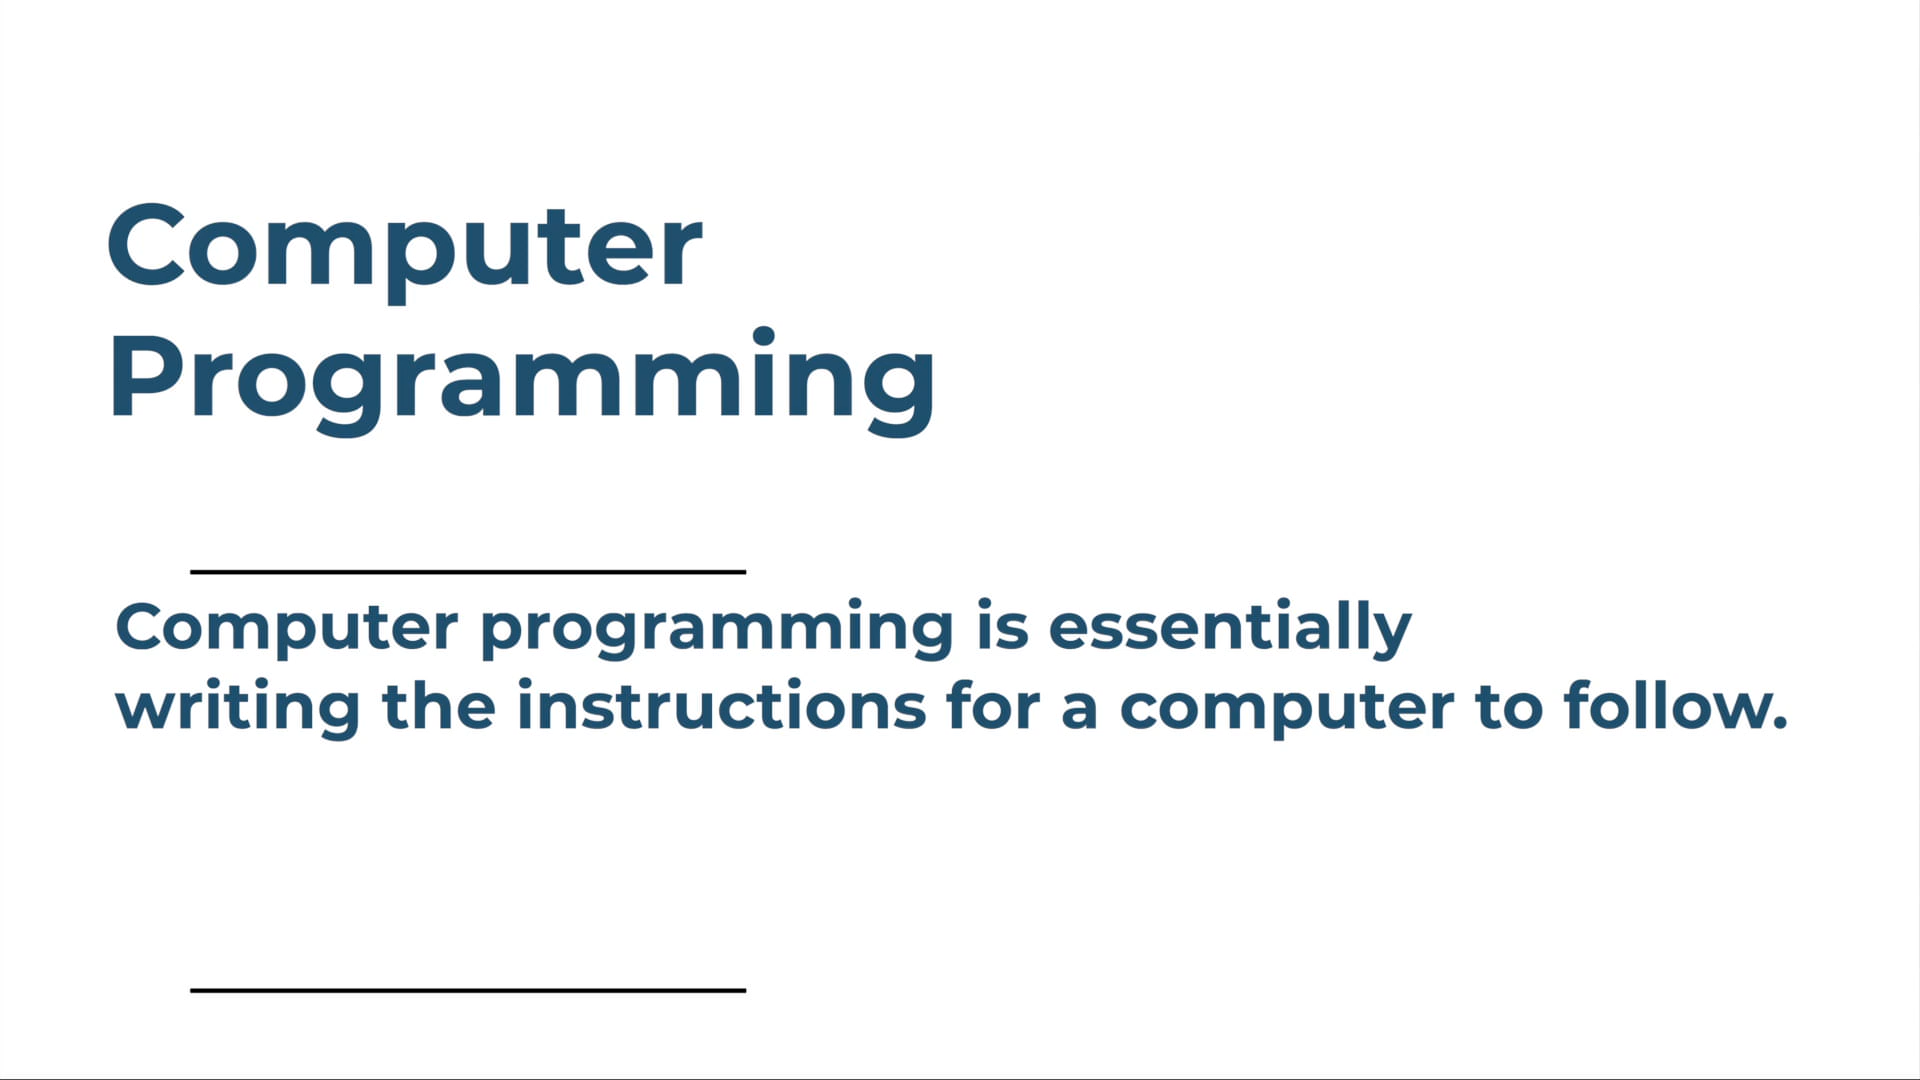 Computer
Programming
Computer programming is essentially
writing the instructions for a computer to follow.